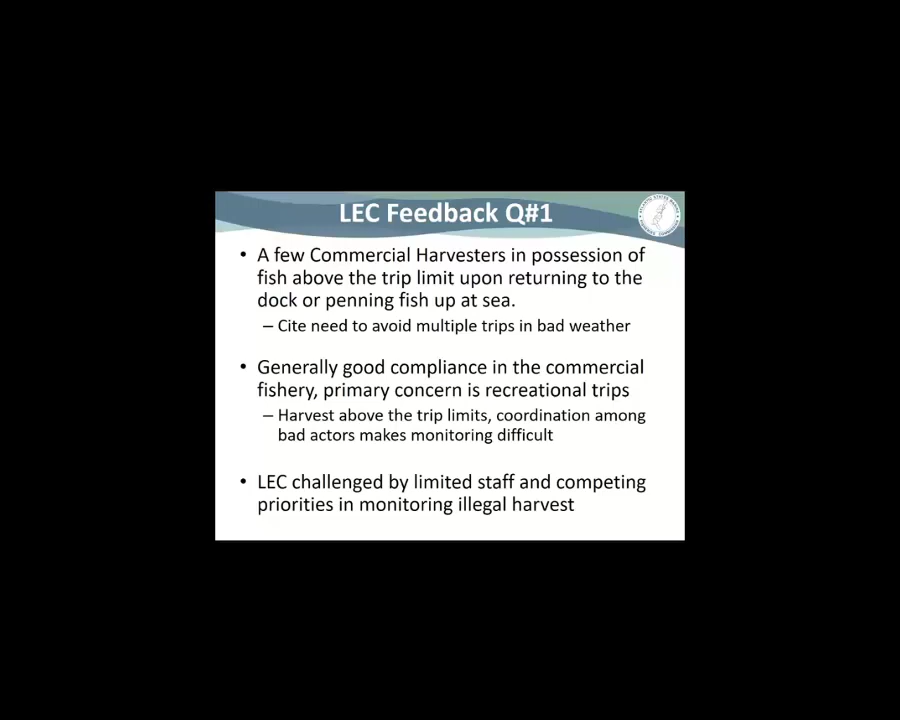 LEC Feedback Q#1
• A few Commercial Harvesters in possession of
fish above the trip limit upon returning to the
dock or penning fish up at sea.
– Cite need to avoid multiple trips in bad weather
• Generally good compliance in the commercial
fishery, primary concern is recreational trips
– Harvest above the trip limits, coordination among
bad actors makes monitoring difficult
• LEC challenged by limited staff and competing
priorities in monitoring illegal harvest